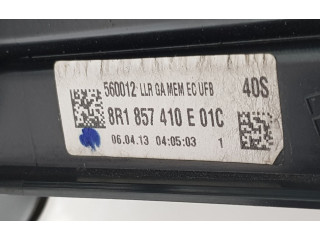 560012 LLR GA MEM EC UFB 40S
8R1 857 410 E 01C
06.04.13 04:05:03 1